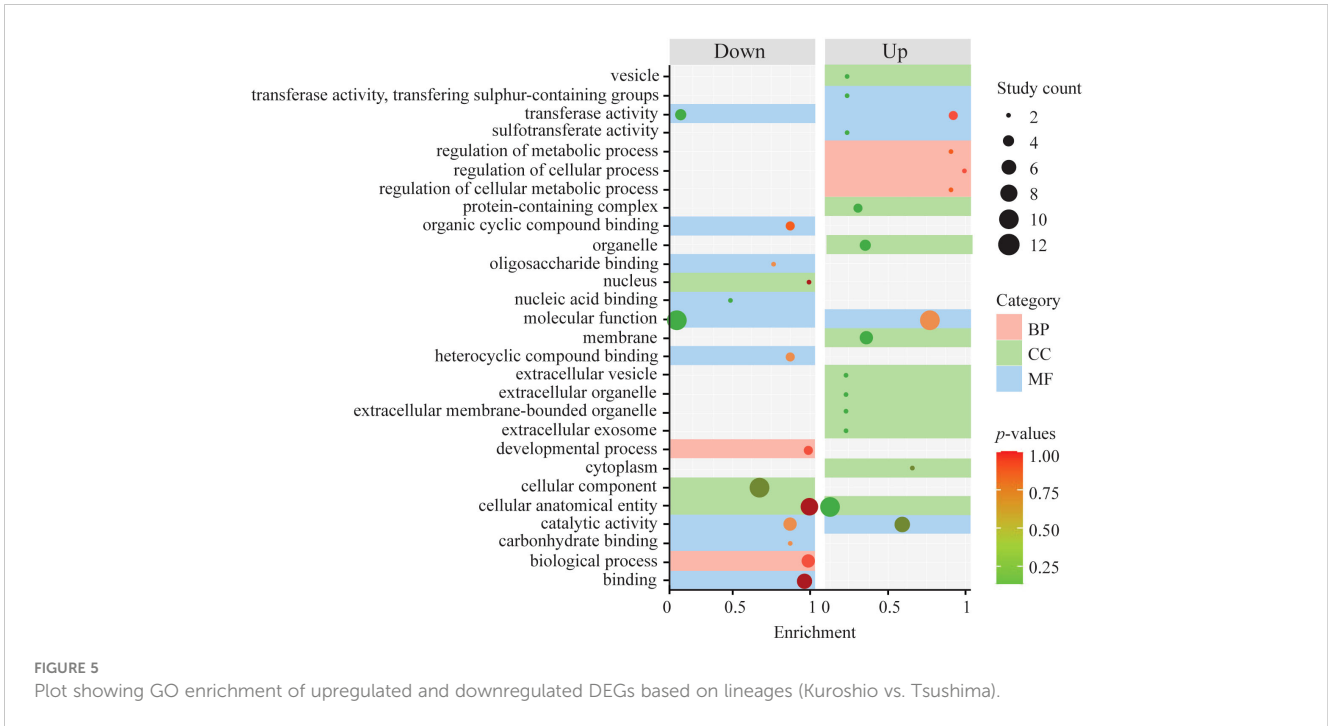 Down Up
vesicle
transferase activity, transfering sulphur-containing groups
transferase activity
sulfotransferate activity
regulation of metabolic process
regulation of cellular process
regulation of cellular metabolic process
protein-containing complex
organic cyclic compound binding
organelle
oligosaccharide binding
nucleus
nucleic acid binding
molecular function
membrane
heterocyclic compound binding
extracellular vesicle
extracellular organelle
extracellular membrane-bounded organelle
extracellular exosome
developmental process
cytoplasm
cellular component
cellular anatomical entity
catalytic activity
carbonhydrate binding
biological process
binding
0 0.5 1 0 0.5 1
Enrichment
Study count
2
4
6
8
10
12
Category
BP
CC
MF
p-values
1.00
0.75
0.50
0.25
FIGURE 5
Plot showing GO enrichment of upregulated and downregulated DEGs based on lineages (Kuroshio vs. Tsushima).